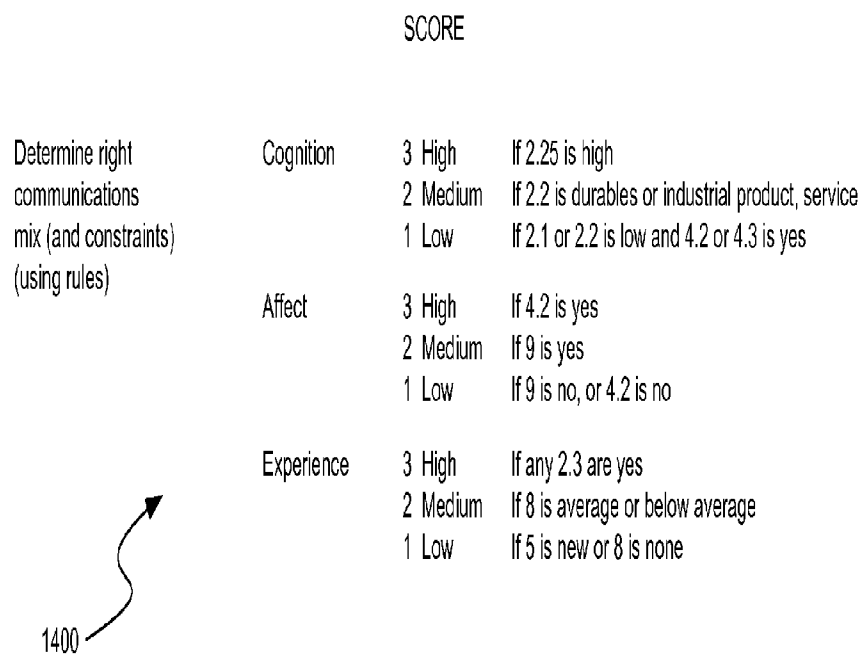 SCORE
Determine right Cognition 3 High If 2.25 is high
communications 2 Medium If 2.2 is durables or industrial product, service
mix (and constraints) 1 Low If 2.1 or 2.2 is low and 4.2 or 4.3 is yes
(using rules)
Affect 3 High If 4.2 is yes
2 Medium If 9 is yes
1 Low If 9 is no, or 4.2 is no
Experience 3 High If any 2.3 are yes
2 Medium If 8 is average or below average
1 Low If 5 is new or 8 is none
1400